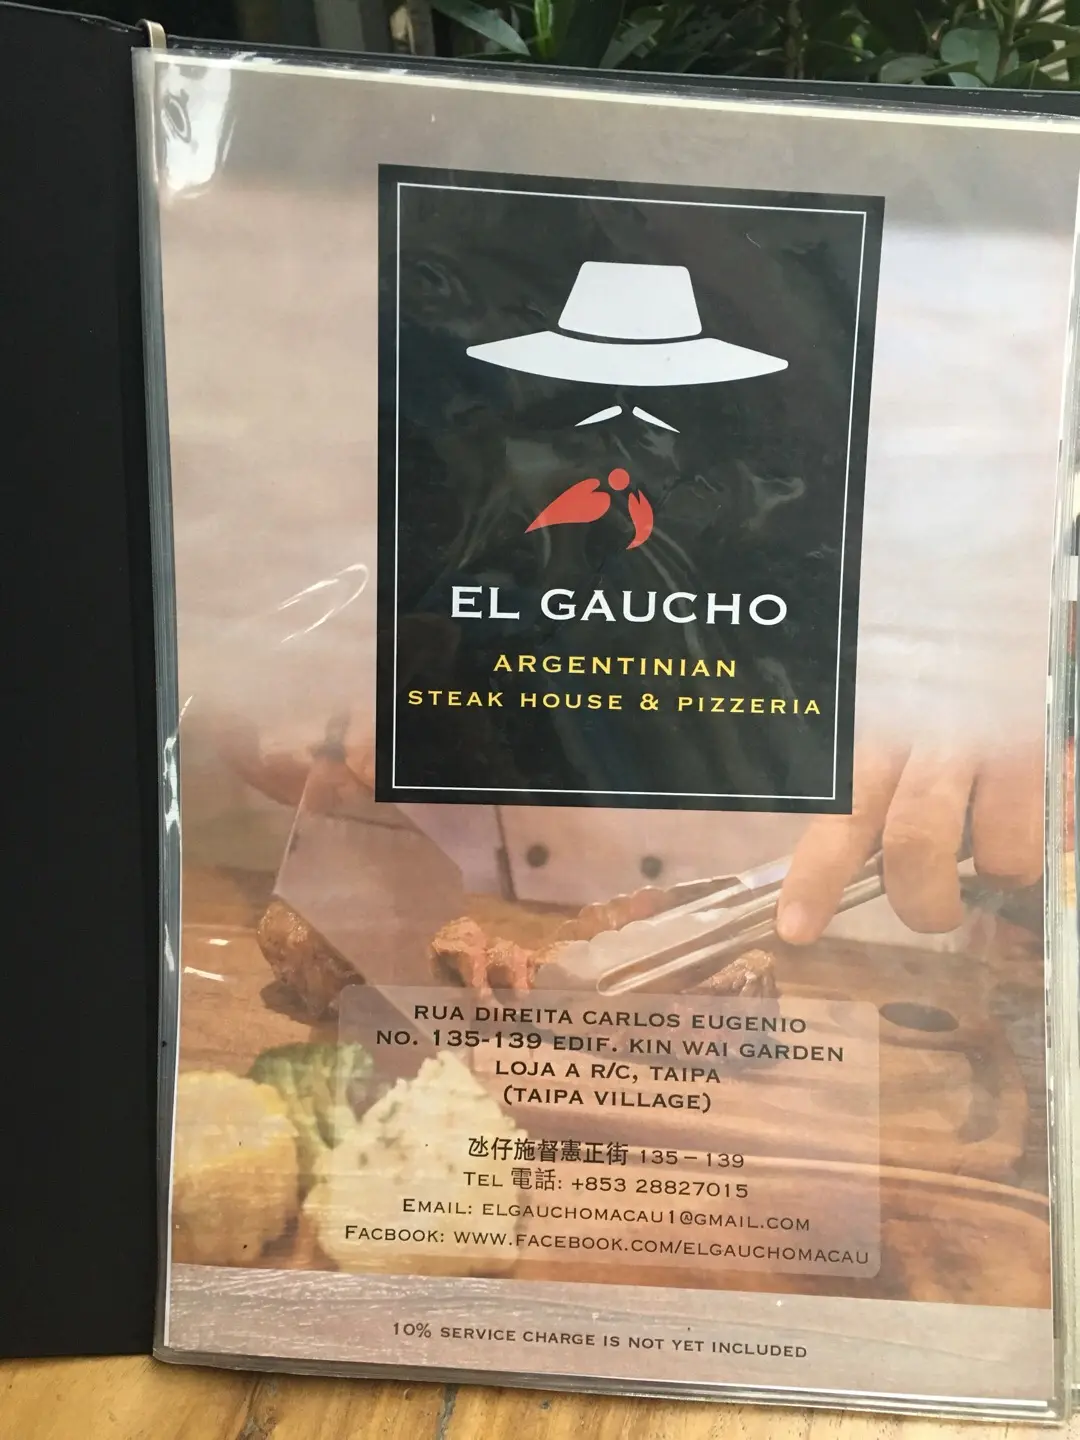 EL GAUCHO
ARGENTINIAN
STEAK HOUSE & PIZZERIA
RUA DIREITA CARLOS EUGENIO
NO. 135-139 EDIF. KIN WAI GARDEN
LOJA A R/C, TAIPA
(TAIPA VILLAGE)
氹仔施督憲正街 135–139
TEL 電話: +853 28827015
EMAIL: ELGAUCHOMACAU1@GMAIL.COM
FACBOOK: WWW.FACEBOOK.COM/ELGAUCHOMACAU
10% SERVICE CHARGE IS NOT YET INCLUDED